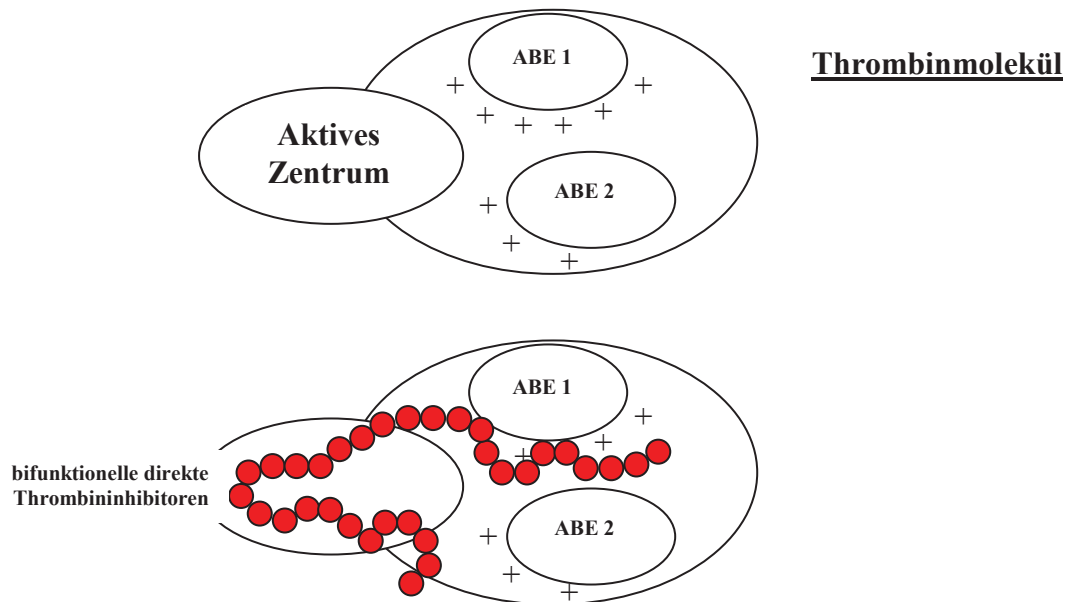 ABE 1
Thrombinmolekül
+ + + + + +
Aktives
Zentrum
ABE 2
+ + +
ABE 1
+ + +
bifunktionelle direkte
Thrombininhibitoren
ABE 2
+ + +